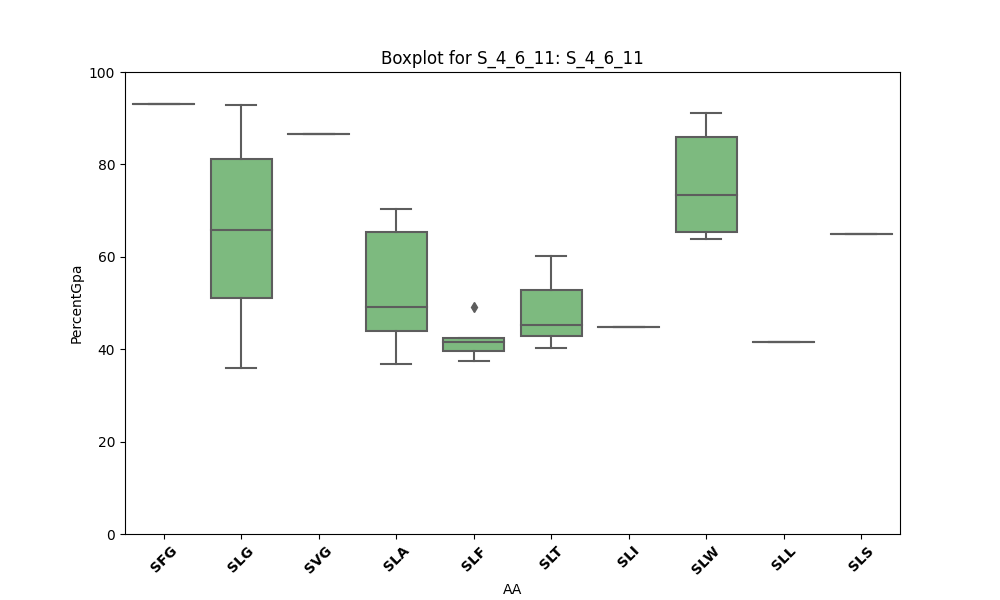 Boxplot for S_4_6_11: S_4_6_11
100
80
60
40
20
0
PercentGpa
SFG SLG SVG SLA SLF SLT SLI SLW SLL SLS
AA